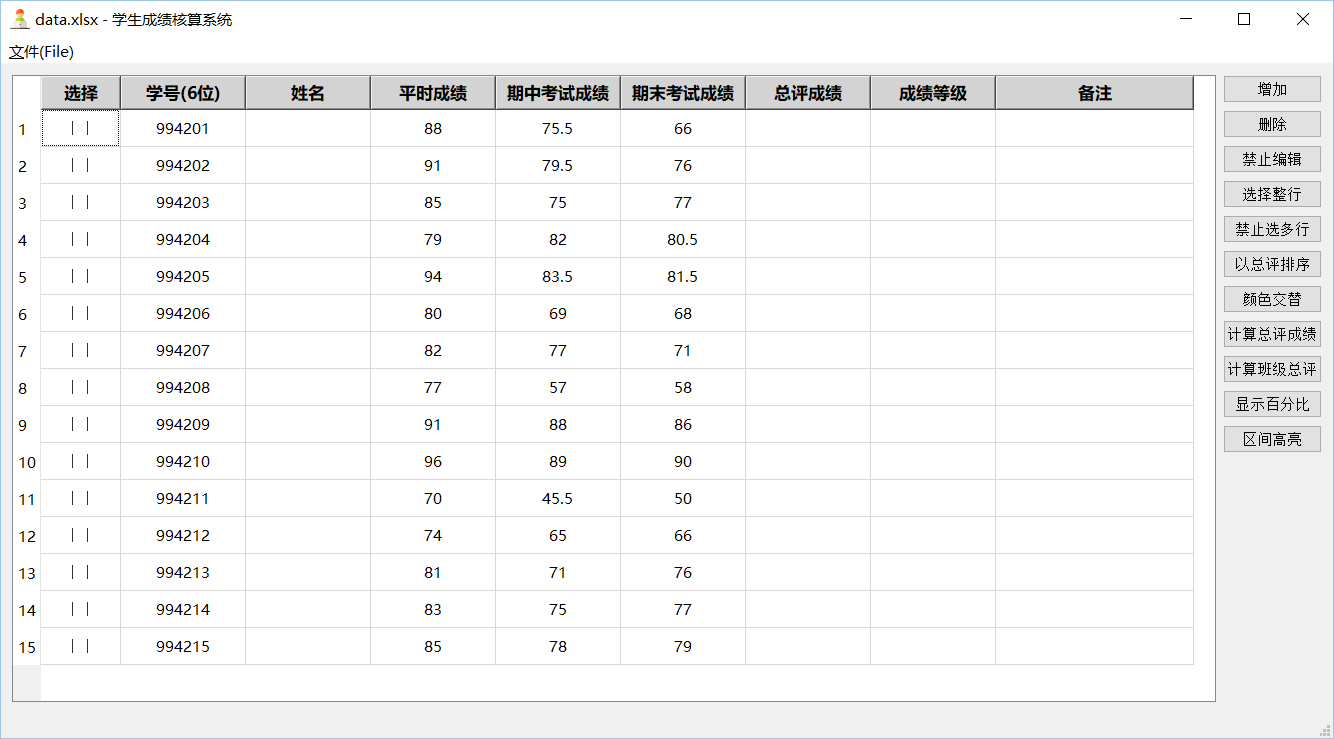 data.xlsx - 学生成绩核算系统
文件(File)
选择 学号(6位) 姓名 平时成绩 期中考试成绩 期末考试成绩 总评成绩 成绩等级 备注
1 994201 88 75.5 66
2 994202 91 79.5 76
3 994203 85 75 77
4 994204 79 82 80.5
5 994205 94 83.5 81.5
6 994206 80 69 68
7 994207 82 77 71
8 994208 77 57 58
9 994209 91 88 86
10 994210 96 89 90
11 994211 70 45.5 50
12 994212 74 65 66
13 994213 81 71 76
14 994214 83 75 77
15 994215 85 78 79
增加
删除
禁止编辑
选择整行
禁止选多行
以总评排序
颜色交替
计算总评成绩
计算班级总评
显示百分比
区间高亮